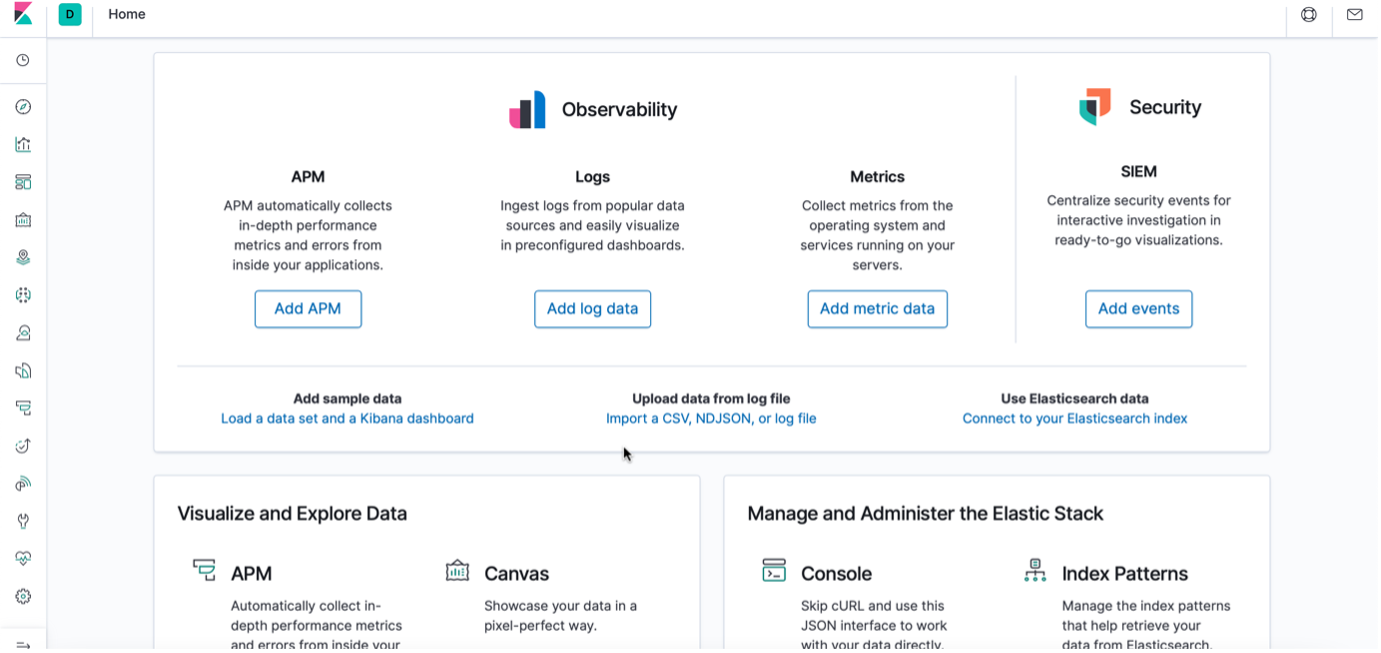 D Home
Observability
Security
APM
APM automatically collects
in-depth performance
metrics and errors from
inside your applications.
Add APM
Logs
Ingest logs from popular data
sources and easily visualize
in preconfigured dashboards.
Add log data
Metrics
Collect metrics from the
operating system and
services running on your
servers.
Add metric data
SIEM
Centralize security events for
interactive investigation in
ready-to-go visualizations.
Add events
Add sample data
Load a data set and a Kibana dashboard
Upload data from log file
Import a CSV, NDJSON, or log file
Use Elasticsearch data
Connect to your Elasticsearch index
Visualize and Explore Data
APM
Automatically collect in-
depth performance metrics
and errors from inside your
Canvas
Showcase your data in a
pixel-perfect way.
Manage and Administer the Elastic Stack
Console
Skip cURL and use this
JSON interface to work
with your data directly.
Index Patterns
Manage the index patterns
that help retrieve your
data from Elasticsearch.